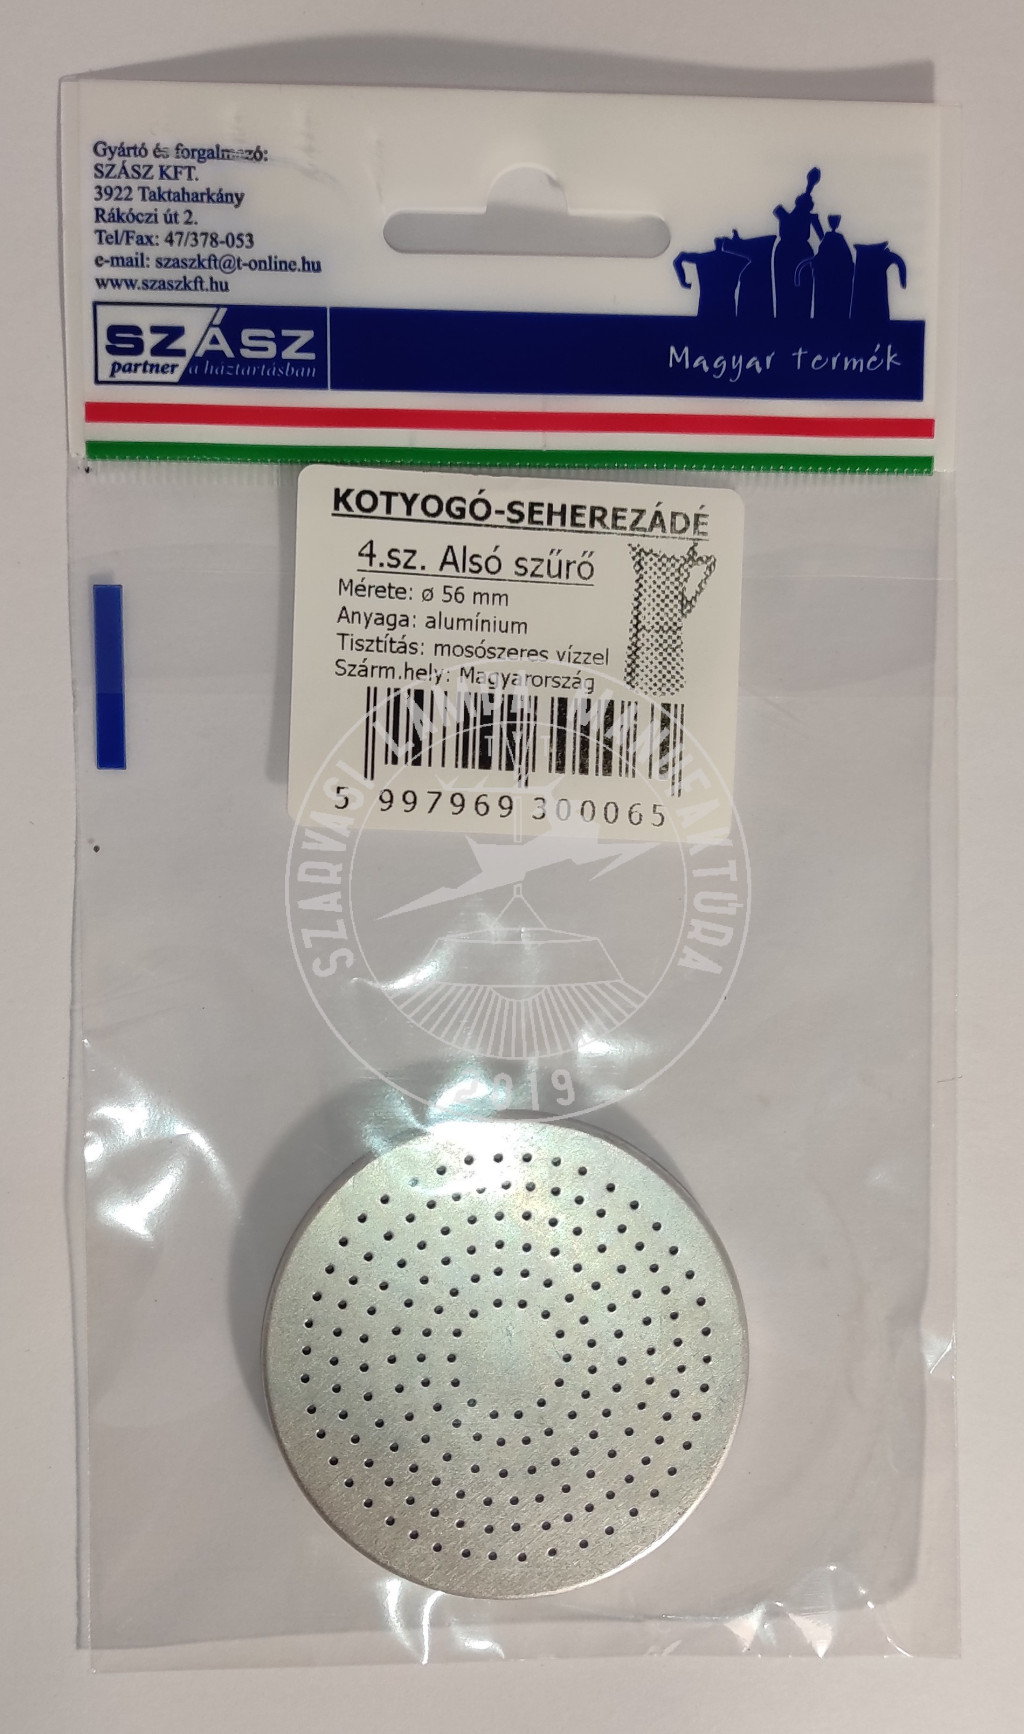 Gyártó és forgalmazó:
SZÁSZ KFT.
3922 Taktaharkány
Rákóczi út 2.
Tel/Fax: 47/378-053
e-mail: szaszkft@t-online.hu
www.szaszkft.hu
SZÁSZ
partner a háztartásban
Magyar termék
KOTYOGÓ-SEHEREZÁDÉ
4.sz. Alsó szűrő
Mérete: ø 56 mm
Anyaga: alumínium
Tisztítás: mosószeres vízzel
Szárm.hely: Magyarország
5 997969 300065
SZARVASI LÁMPA MANUFAKTÚRA
2019